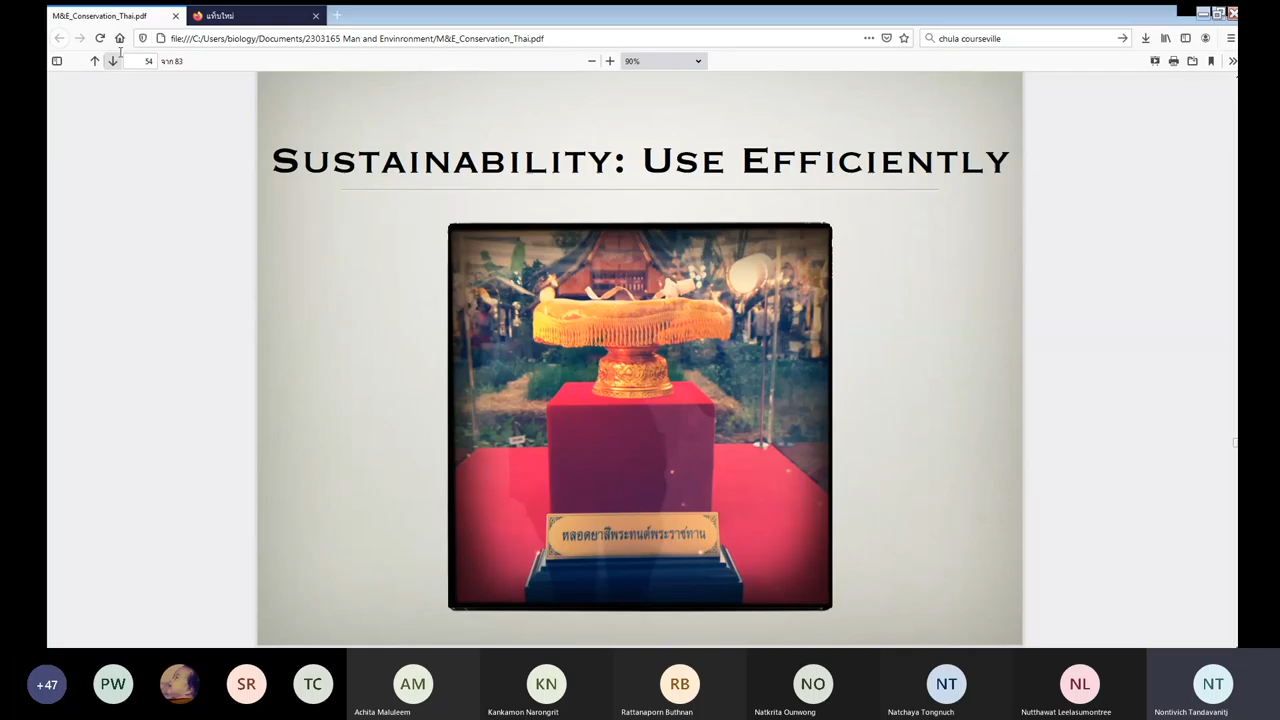 M&E_Conservation_Thai.pdf
แท็บใหม่
file:///C:/Users/biology/Documents/2303165 Man and Envinronment/M&E_Conservation_Thai.pdf
chula courseville
54 จาก 83
90%
Sustainability: Use Efficiently
หลอดยาสีพระทนต์พระราชทาน
+47
PW
SR
TC
AM
KN
RB
NO
NT
NL
NT
Achita Maluleem
Kankamon Narongrit
Rattanaporn Buthnan
Natkrita Ounwong
Natchaya Tongnuch
Nutthawat Leelasumontree
Nontivich Tandavanitj